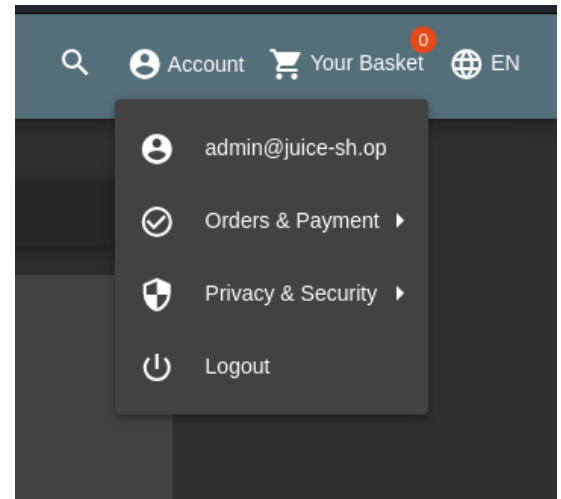 Account
0
Your Basket
EN
admin@juice-sh.op
Orders & Payment
Privacy & Security
Logout